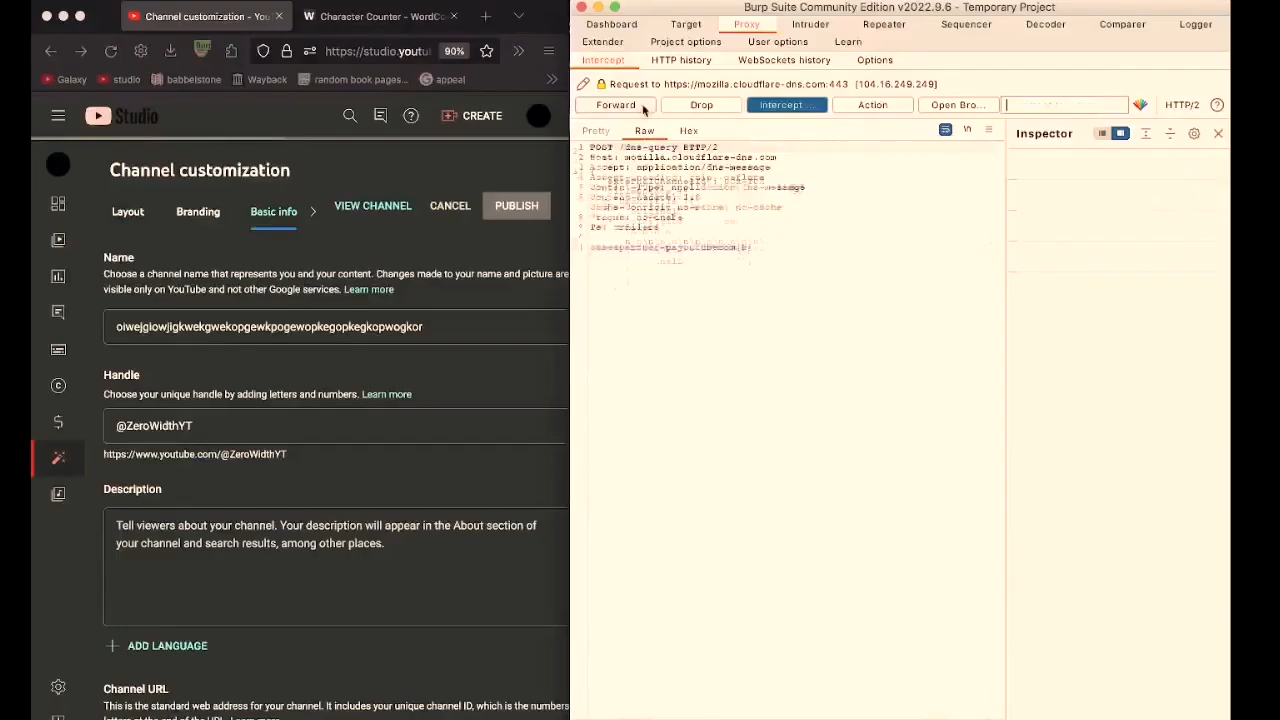 Channel customization - You
Character Counter - WordCo
https://studio.youtu
90%
Galaxy
studio
babbelstone
Wayback
random book pages...
appeal
Studio
CREATE
Channel customization
Layout
Branding
Basic info
VIEW CHANNEL
CANCEL
PUBLISH
Name
Choose a channel name that represents you and your content. Changes made to your name and picture are
visible only on YouTube and not other Google services. Learn more
oiwejgiowjigkwekgwekopgewkpogewopkegopkegkopwogkor
Handle
Choose your unique handle by adding letters and numbers. Learn more
@ZeroWidthYT
https://www.youtube.com/@ZeroWidthYT
Description
Tell viewers about your channel. Your description will appear in the About section of
your channel and search results, among other places.
ADD LANGUAGE
Channel URL
This is the standard web address for your channel. It includes your unique channel ID, which is the numbers
Burp Suite Community Edition v2022.9.6 - Temporary Project
Dashboard
Target
Proxy
Intruder
Repeater
Sequencer
Decoder
Comparer
Logger
Extender
Project options
User options
Learn
Intercept
HTTP history
WebSockets history
Options
Request to https://mozilla.cloudflare-dns.com:443 [104.16.249.249]
Forward
Drop
Intercept ...
Action
Open Bro...
HTTP/2
Pretty
Raw
Hex
\n
Inspector
1 POST /dns-query HTTP/2
2 Host: mozilla.cloudflare-dns.com
3 Accept: application/dns-message